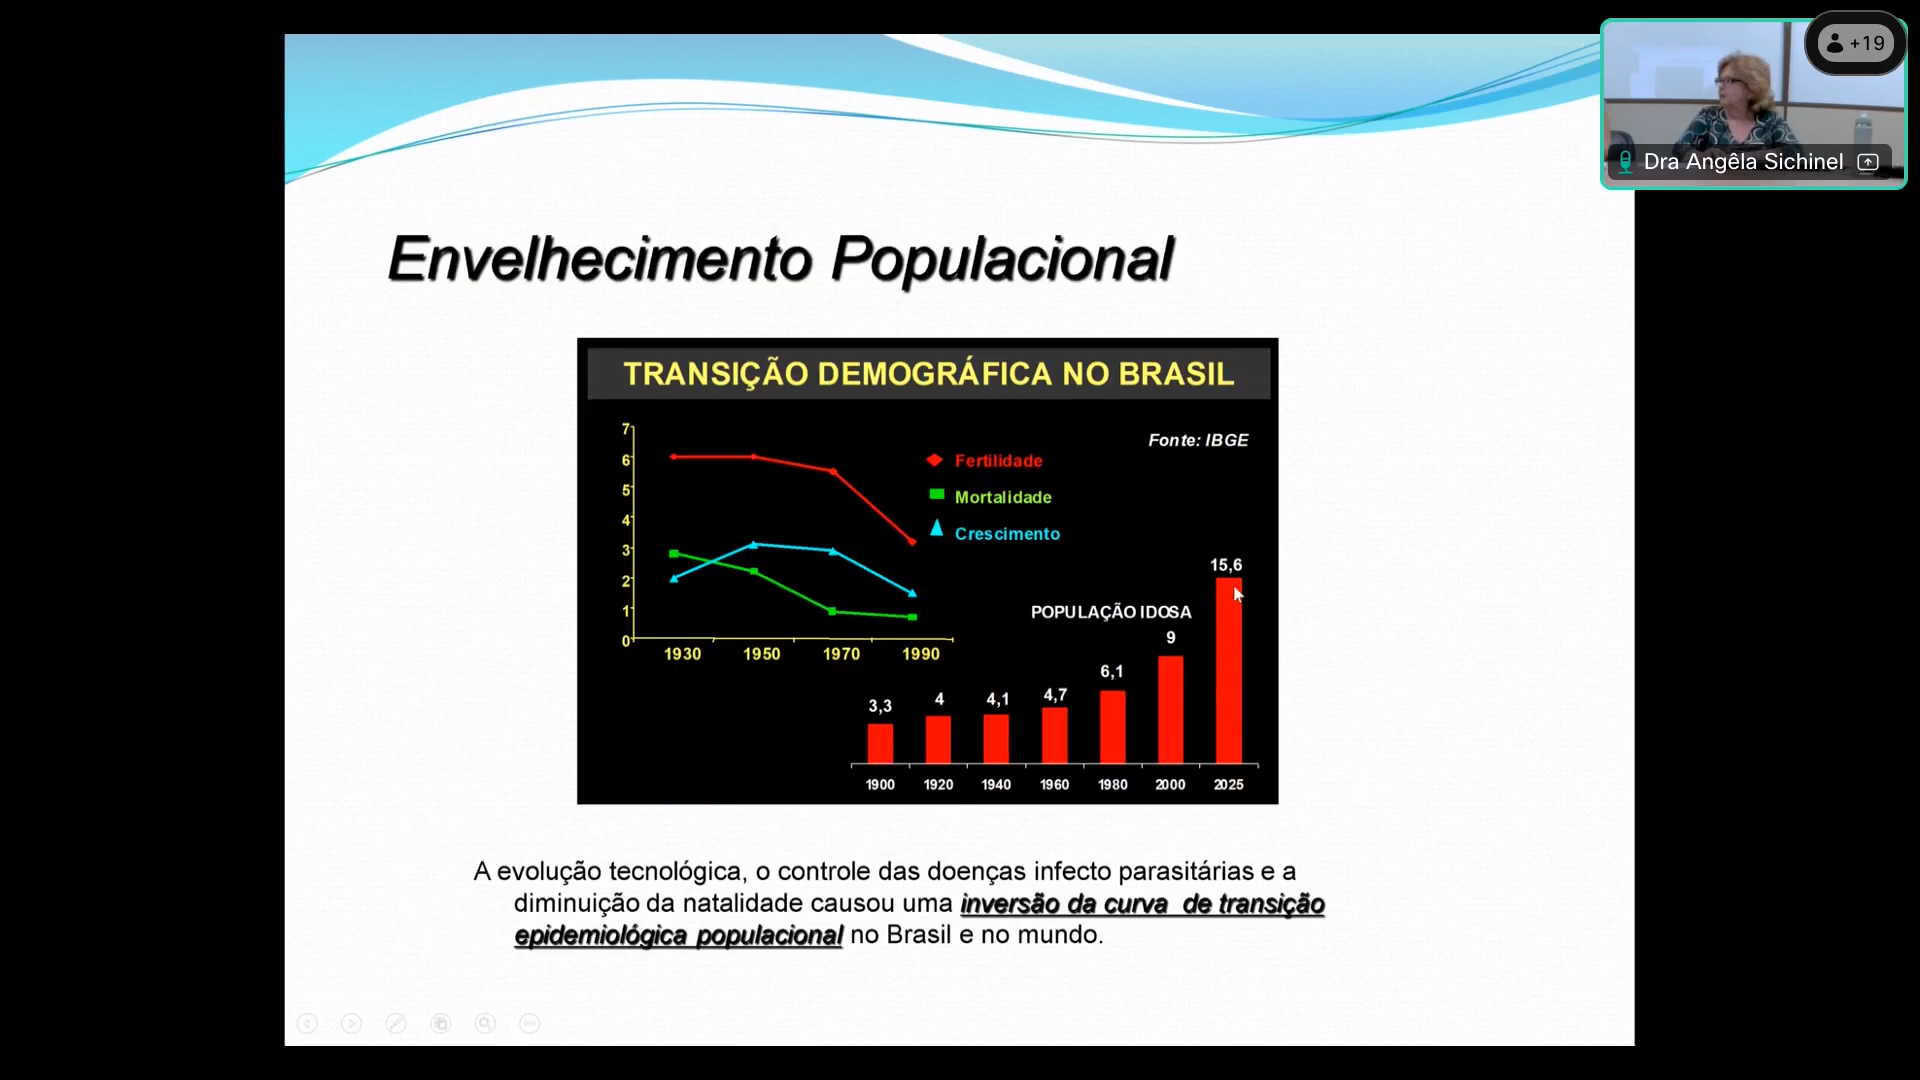 +19
Dra Angêla Sichinel
Envelhecimento Populacional
TRANSIÇÃO DEMOGRÁFICA NO BRASIL
Fonte: IBGE
7
6
5
4
3
2
1
0
1930 1950 1970 1990
Fertilidade
Mortalidade
Crescimento
POPULAÇÃO IDOSA
3,3 4 4,1 4,7 6,1 9 15,6
1900 1920 1940 1960 1980 2000 2025
A evolução tecnológica, o controle das doenças infecto parasitárias e a
diminuição da natalidade causou uma inversão da curva de transição
epidemiológica populacional no Brasil e no mundo.